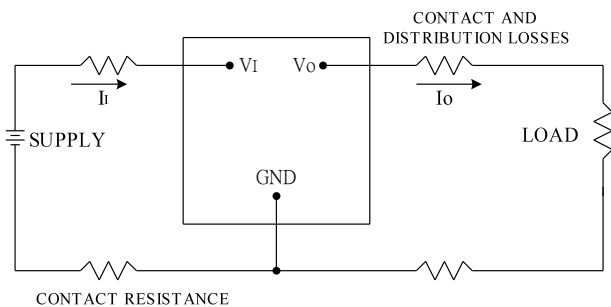 CONTACT AND
DISTRIBUTION LOSSES
VI
VO
II
IO
SUPPLY
LOAD
GND
CONTACT RESISTANCE